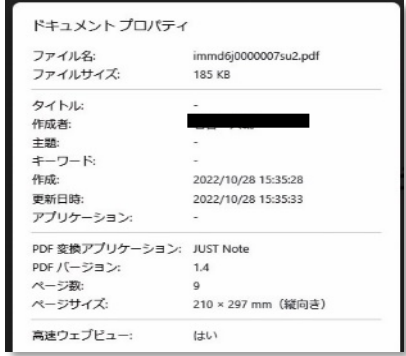 ドキュメント プロパティ
ファイル名: immd6j0000007su2.pdf
ファイルサイズ: 185 KB
タイトル: -
作成者:
主題: -
キーワード: -
作成: 2022/10/28 15:35:28
更新日時: 2022/10/28 15:35:33
アプリケーション: -
PDF 変換アプリケーション: JUST Note
PDF バージョン: 1.4
ページ数: 9
ページサイズ: 210 × 297 mm（縦向き）
高速ウェブビュー: はい